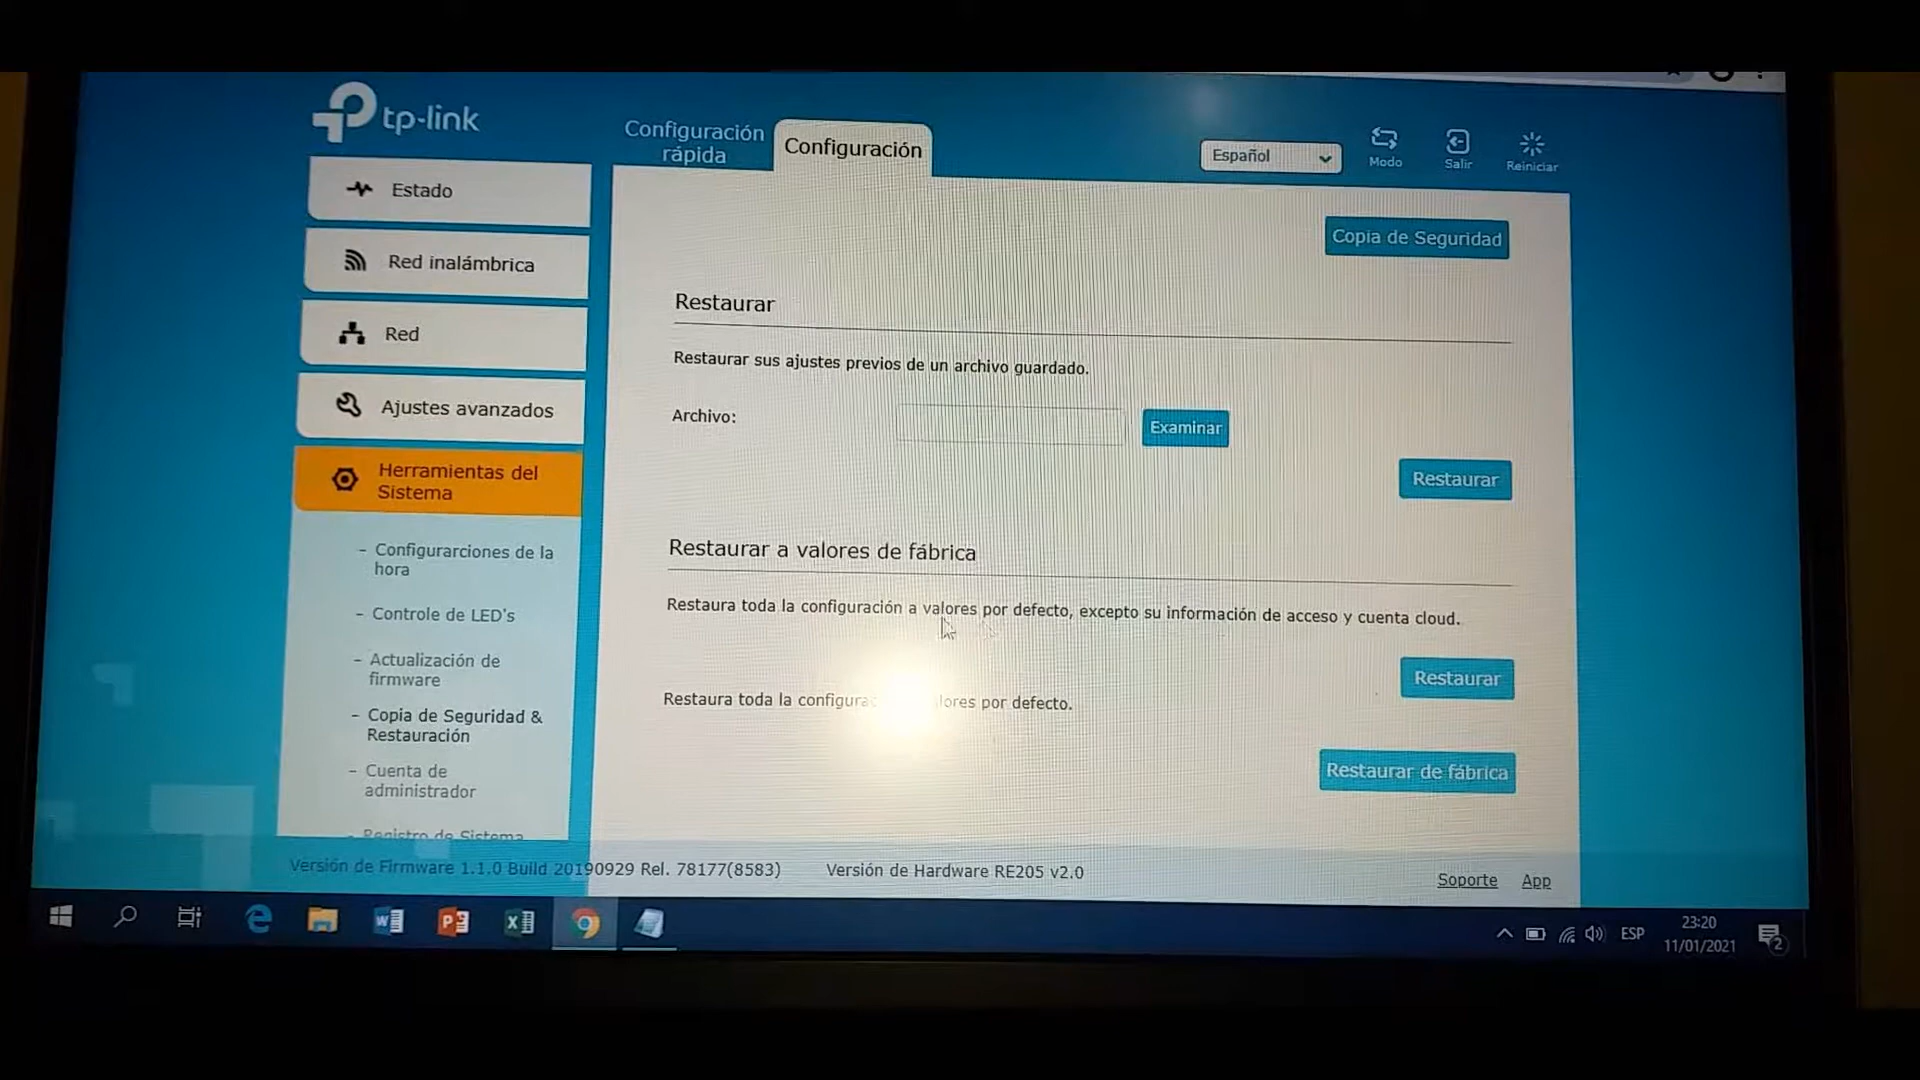 tp-link
Configuración
rápida
Configuración
Español
Modo
Salir
Reiniciar
Estado
Red inalámbrica
Red
Ajustes avanzados
Herramientas del
Sistema
- Configurarciones de la
hora
- Controle de LED's
- Actualización de
firmware
- Copia de Seguridad &
Restauración
- Cuenta de
administrador
- Registro de Sistema
Copia de Seguridad
Restaurar
Restaurar sus ajustes previos de un archivo guardado.
Archivo:
Examinar
Restaurar
Restaurar a valores de fábrica
Restaura toda la configuración a valores por defecto, excepto su información de acceso y cuenta cloud.
Restaurar
Restaura toda la por defecto.
Restaurar de fábrica
Versión de Firmware 1.1.0 Build 20190929 Rel. 78177(8583)
Versión de Hardware RE205 v2.0
Soporte
App
ESP
23:20
11/01/2021
2